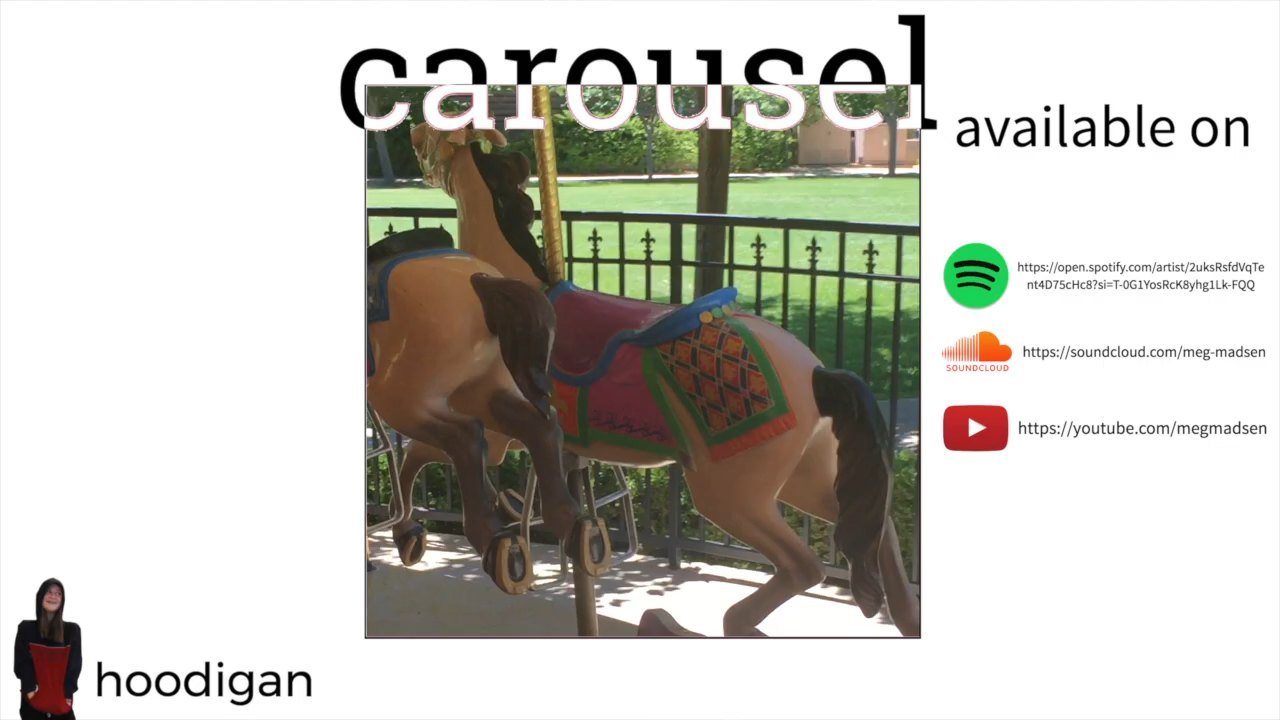 carousel
available on
https://open.spotify.com/artist/2uksRsfdVqTe
nt4D75cHc8?si=T-0G1YosRcK8yhg1Lk-FQQ
SOUNDCLOUD
https://soundcloud.com/meg-madsen
https://youtube.com/megmadsen
hoodigan